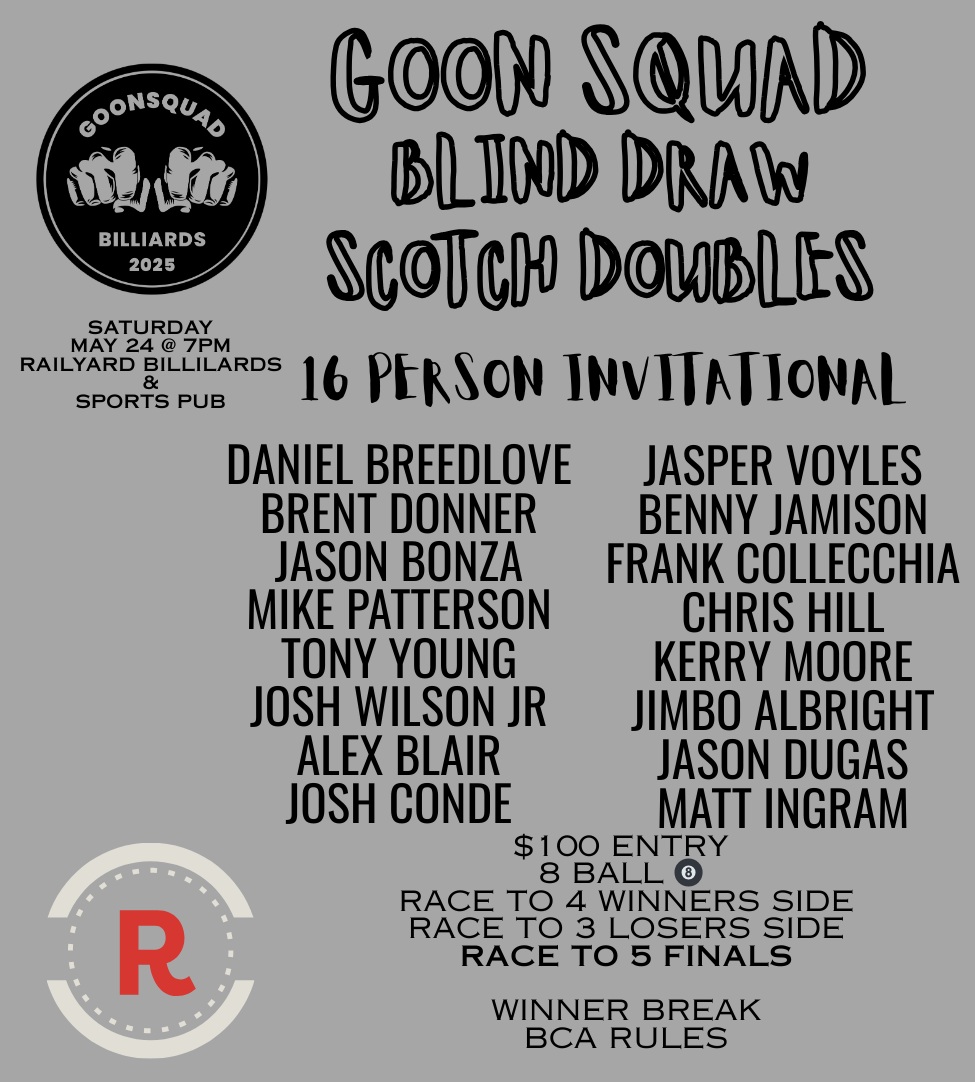 GOON SQUAD
BLIND DRAW
SCOTCH DOUBLES
GOONSQUAD
BILLIARDS
2025
SATURDAY
MAY 24 @ 7PM
RAILYARD BILLILARDS
&
SPORTS PUB
16 PERSON INVITATIONAL
DANIEL BREEDLOVE
BRENT DONNER
JASON BONZA
MIKE PATTERSON
TONY YOUNG
JOSH WILSON JR
ALEX BLAIR
JOSH CONDE
JASPER VOYLES
BENNY JAMISON
FRANK COLLECCHIA
CHRIS HILL
KERRY MOORE
JIMBO ALBRIGHT
JASON DUGAS
MATT INGRAM
$100 ENTRY
8 BALL 8
RACE TO 4 WINNERS SIDE
RACE TO 3 LOSERS SIDE
RACE TO 5 FINALS
WINNER BREAK
BCA RULES
R